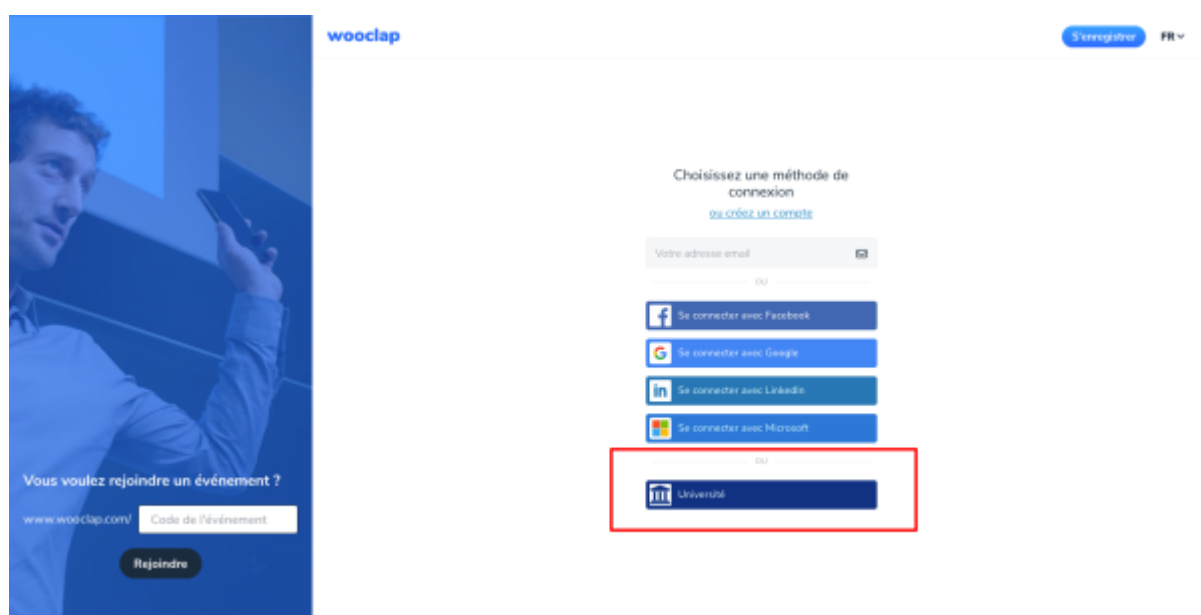 wooclap
S'enregistrer
FR
Choisissez une méthode de
connexion
ou créez un compte
Votre adresse email
OU
Se connecter avec Facebook
Se connecter avec Google
Se connecter avec LinkedIn
Se connecter avec Microsoft
OU
Université
Vous voulez rejoindre un événement ?
www.wooclap.com/ Code de l'événement
Rejoindre